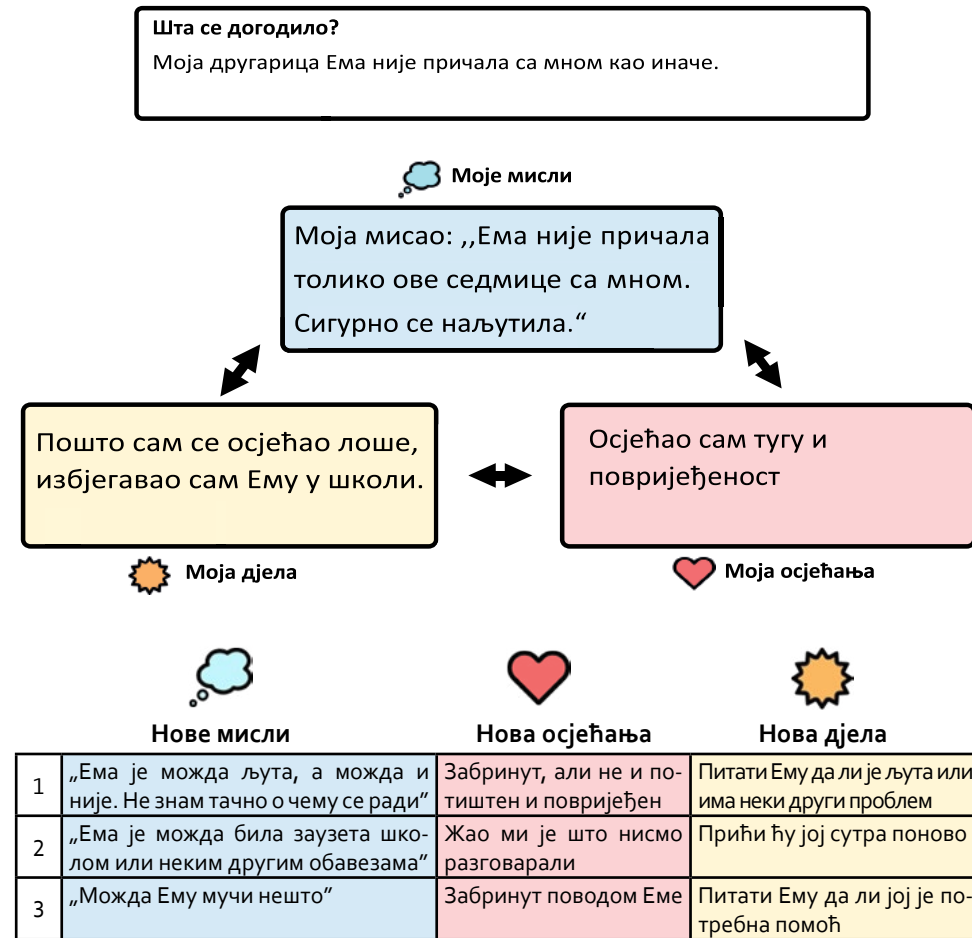 Шта се догодило?
Моја другарица Ема није причала са мном као иначе.
Моје мисли
Моја мисао: ,,Ема није причала
толико ове седмице са мном.
Сигурно се наљутила.“
Пошто сам се осјећао лоше,
избјегавао сам Ему у школи.
Осјећао сам тугу и
повријеђеност
Моја дјела
Моја осјећања
Нове мисли
Нова осјећања
Нова дјела
1
„Ема је можда љута, а можда и
није. Не знам тачно о чему се ради”
Забринут, али не и по-
тиштен и повријеђен
Питати Ему да ли је љута или
има неки други проблем
2
„Ема је можда била заузета шко-
лом или неким другим обавезама”
Жао ми је што нисмо
разговарали
Прићи ћу јој сутра поново
3
„Можда Ему мучи нешто”
Забринут поводом Еме
Питати Ему да ли јој је по-
требна помоћ